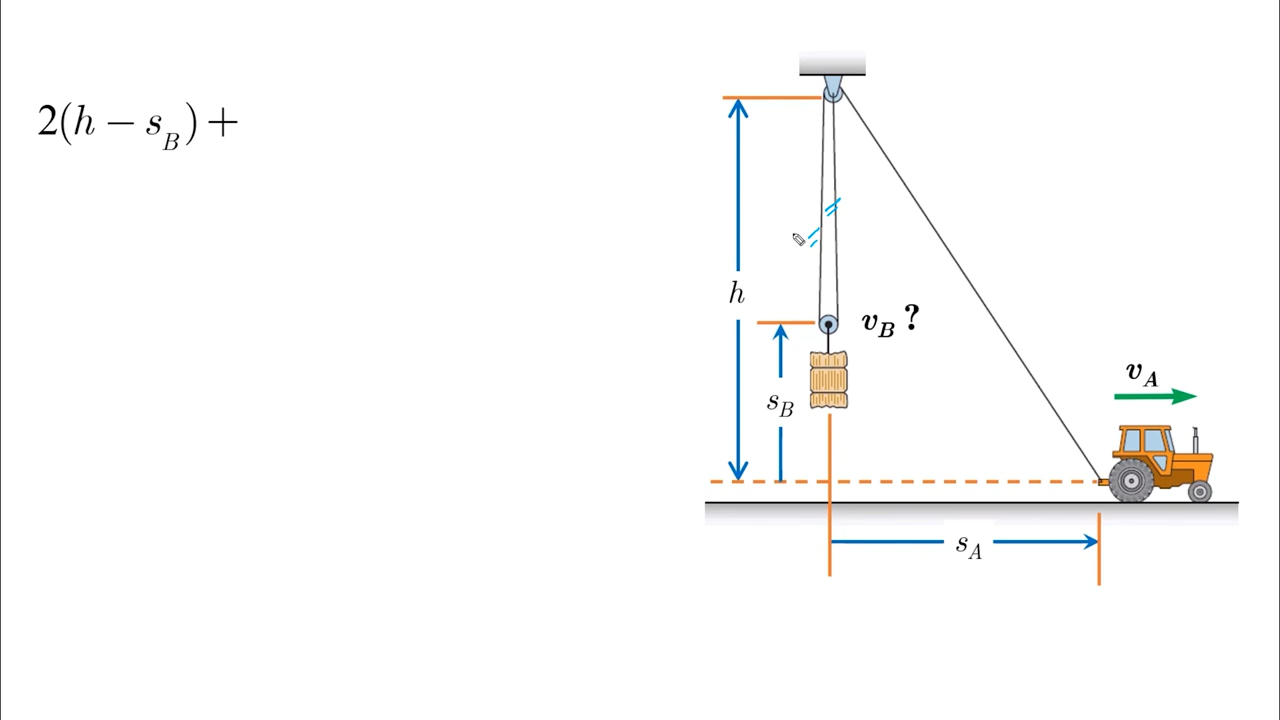 2(h − s_B) +
h
v_B ?
v_A
s_B
s_A